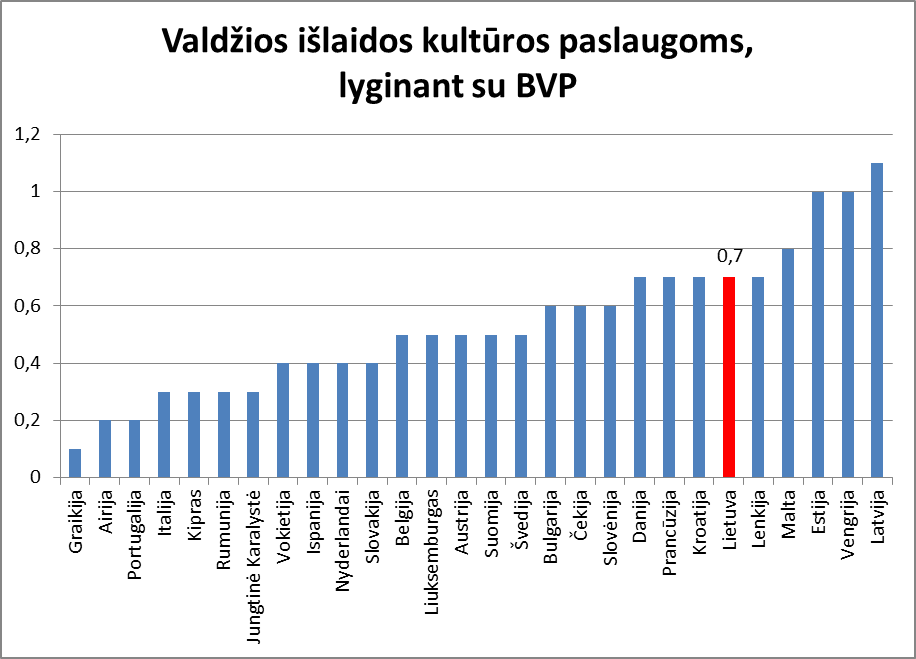 Valdžios išlaidos kultūros paslaugoms,
lyginant su BVP
1,2
1
0,8
0,6
0,4
0,2
0
0,7
Graikija
Airija
Portugalija
Italija
Kipras
Rumunija
Jungtinė Karalystė
Vokietija
Ispanija
Nyderlandai
Slovakija
Belgija
Liuksemburgas
Austrija
Suomija
Švedija
Bulgarija
Čekija
Slovėnija
Danija
Prancūzija
Kroatija
Lietuva
Lenkija
Malta
Estija
Vengrija
Latvija